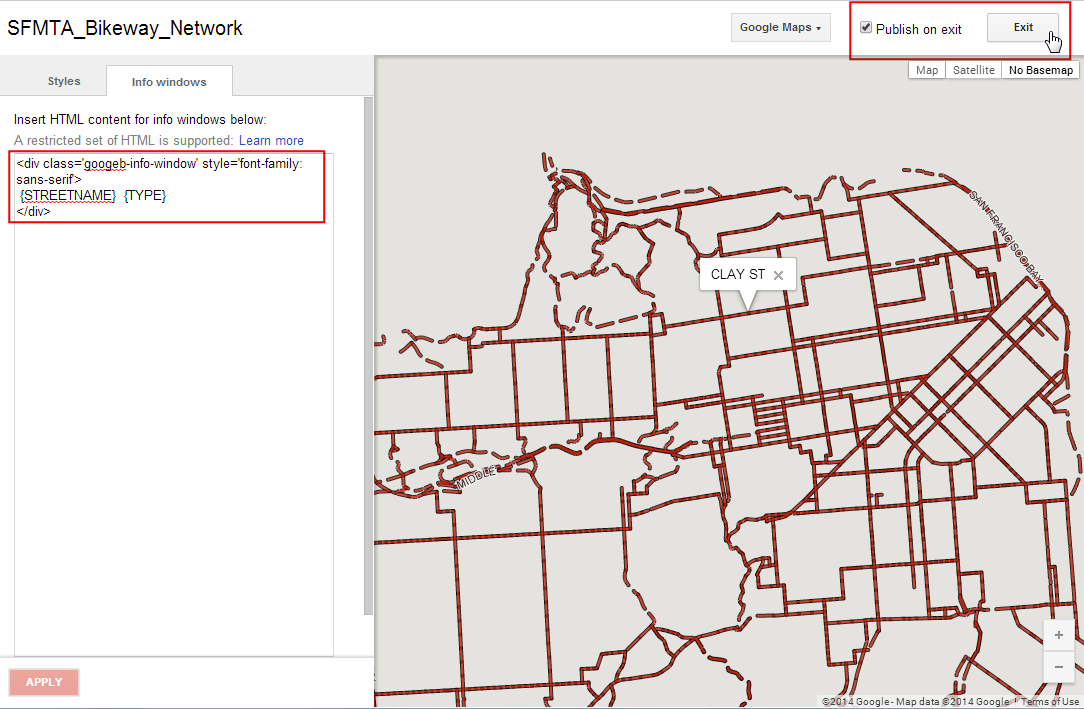 SFMTA_Bikeway_Network
Google Maps
Publish on exit
Exit
Styles
Info windows
Map
Satellite
No Basemap
Insert HTML content for info windows below:
A restricted set of HTML is supported: Learn more
<div class='googeb-info-window' style='font-family:
sans-serif'>
{STREETNAME} {TYPE}
</div>
SAN FRANCISCO BAY
CLAY ST
MIDDLE
+
−
APPLY
©2014 Google - Map data ©2014 Google Terms of Use